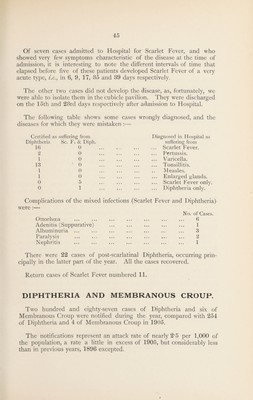 45
Of seven cases admitted to Hospital for Scarlet Fever, and who
showed very few symptoms characteristic of the disease at the time of
admission, it is interesting to note the different intervals of time that
elapsed before five of these patients developed Scarlet Fever of a very
acute type, i.e., in 6, 9, 17, 35 and 39 days respectively.
The other two cases did not develop the disease, as, fortunately, we
were able to isolate them in the cubicle pavilion. They were discharged
on the 15th and 23rd days respectively after admission to Hospital.
The following table shows some cases wrongly diagnosed, and the
diseases for which they were mistaken :—
Certified as suffering from Diagnosed in Hospital as
Diphtheria Sc. F. & Diph. suffering from
16 0 ... ... ... ... Scarlet Fever.
2 0 ... ... ... ... Pertussis.
1 0 ... ... ... ... Varicella.
13 0 ... ... ... ... Tonsillitis.
1 0 ... ... ... ... Measles.
1 0 ... ... ... ... Enlarged glands.
0 5 ... ... ... ... Scarlet Fever only.
0 1 ... ... ... ... Diphtheria only.
Complications of the mixed infections (Scarlet Fever and Diphtheria)
were :—
No. of Cases.
Otorrhœa ... ... ... ... ... ... ... 6
Adenitis (Suppurative) ... ... ... ... ... 1
Albumenuria ... ... ... ... ... ... ... 3
Paralysis ... ... ... ... ... ... ... 2
Nephritis ... ... ... ... ... ... ... 1
There were 22 cases of post-scarlatinal Diphtheria, occurring prin-
cipally in the latter part of the year. All the cases recovered.
Return cases of Scarlet Fever numbered 11.
DIPHTHERIA AND MEMBRANOUS CROUP.
Two hundred and eighty-seven cases of Diphtheria and six of
Membranous Croup were notified during the year, compared with 254
of Diphtheria and 4 of Membranous Croup in 1905.
The notifications represent an attack rate of nearly 2·5 per 1,000 of
the population, a rate a little in excess of 1905, but considerably less
than in previous years, 1896 excepted.